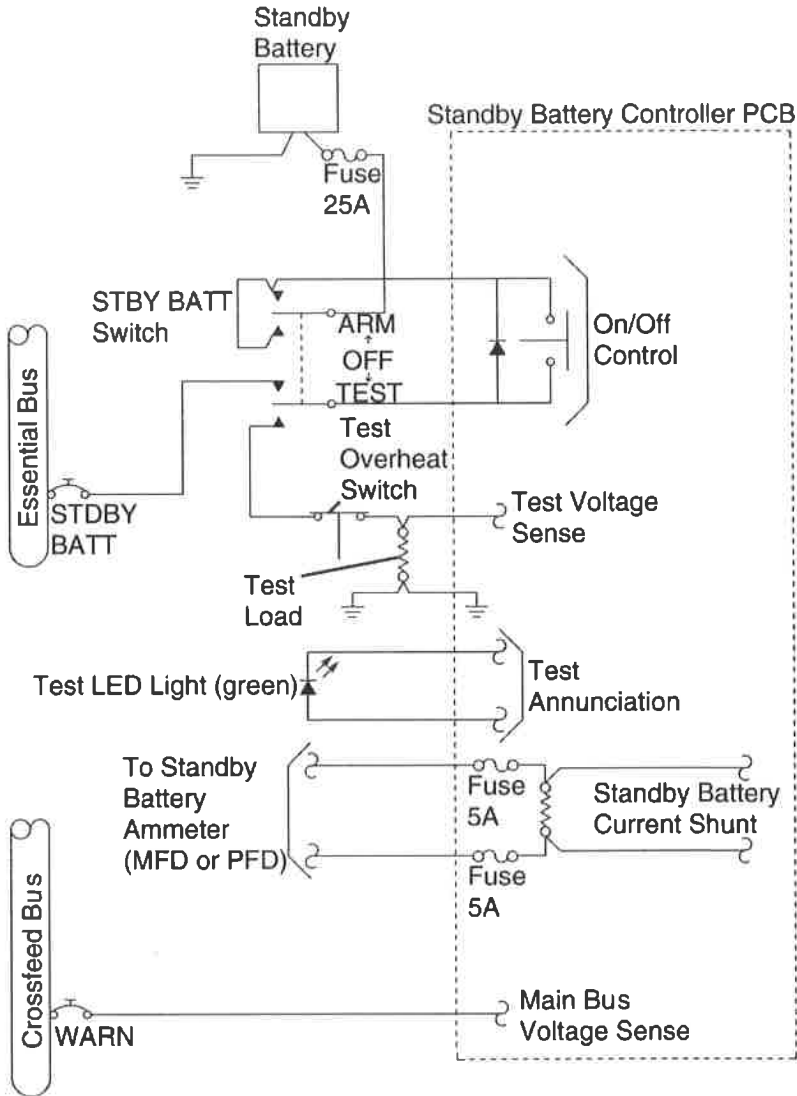 Standby
Battery
Standby Battery Controller PCB
Fuse
25A
STBY BATT
Switch
ARM
↑
OFF
↓
TEST
On/Off
Control
Essential Bus
STDBY
BATT
Test
Overheat
Switch
Test Voltage
Sense
Test
Load
Test LED Light (green)
Test
Annunciation
To Standby
Battery
Ammeter
(MFD or PFD)
Fuse
5A
Fuse
5A
Standby Battery
Current Shunt
Crossfeed Bus
WARN
Main Bus
Voltage Sense